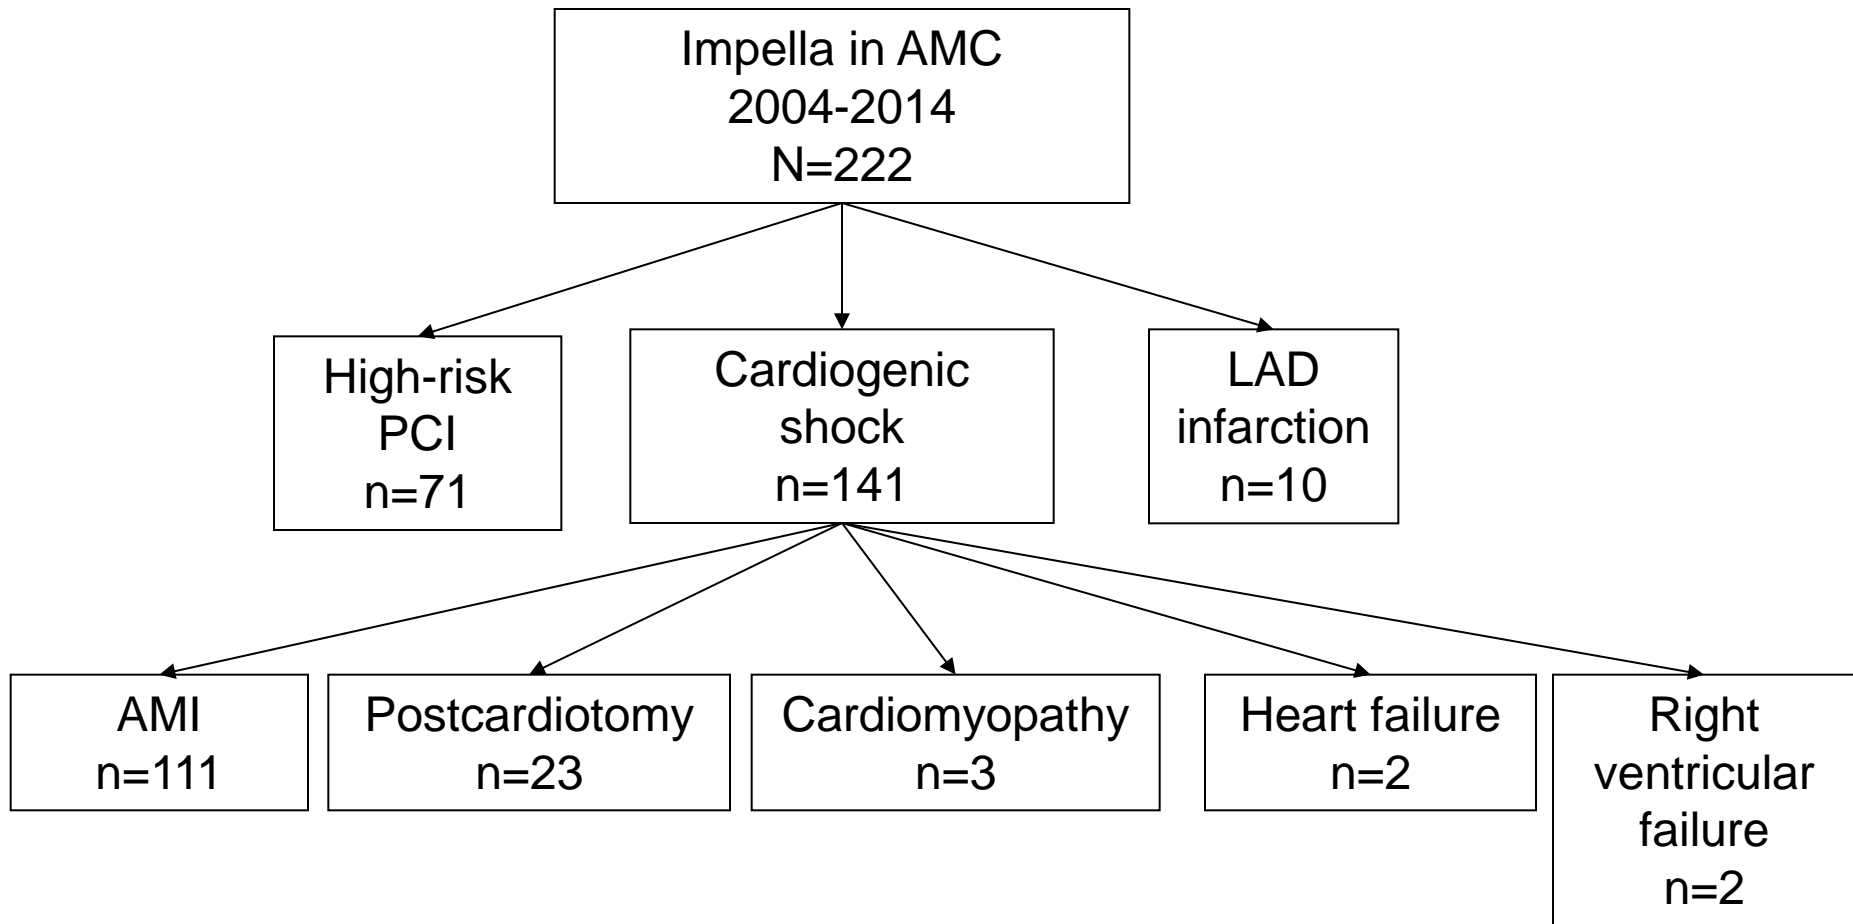 Impella in AMC
2004-2014
N=222
High-risk
PCI
n=71
Cardiogenic
shock
n=141
LAD
infarction
n=10
AMI
n=111
Postcardiotomy
n=23
Cardiomyopathy
n=3
Heart failure
n=2
Right
ventricular
failure
n=2